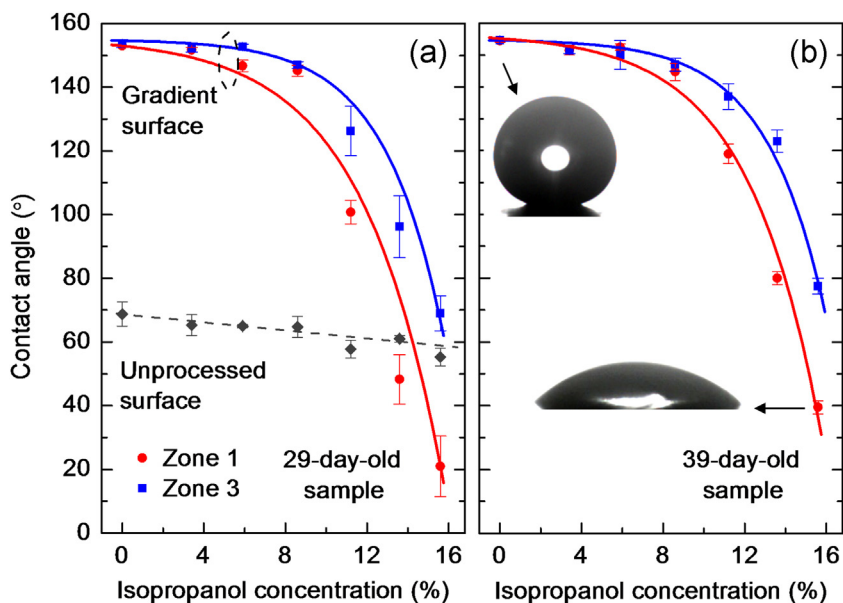 160
140
120
100
80
60
40
20
0
Contact angle (°)
(a)
Gradient
surface
Unprocessed
surface
Zone 1
Zone 3
29-day-old
sample
0 4 8 12 16
Isopropanol concentration (%)
(b)
39-day-old
sample
0 4 8 12 16
Isopropanol concentration (%)